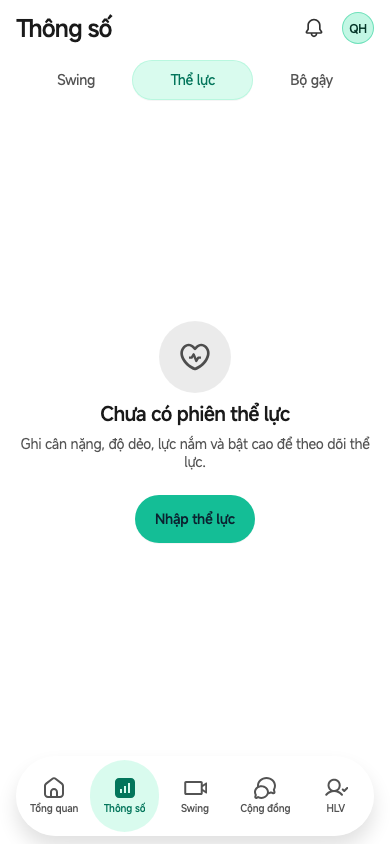 Thông số
QH
Swing
Thể lực
Bộ gậy
Chưa có phiên thể lực
Ghi cân nặng, độ dẻo, lực nắm và bật cao để theo dõi thể
lực.
Nhập thể lực
Tổng quan
Thông số
Swing
Cộng đồng
HLV